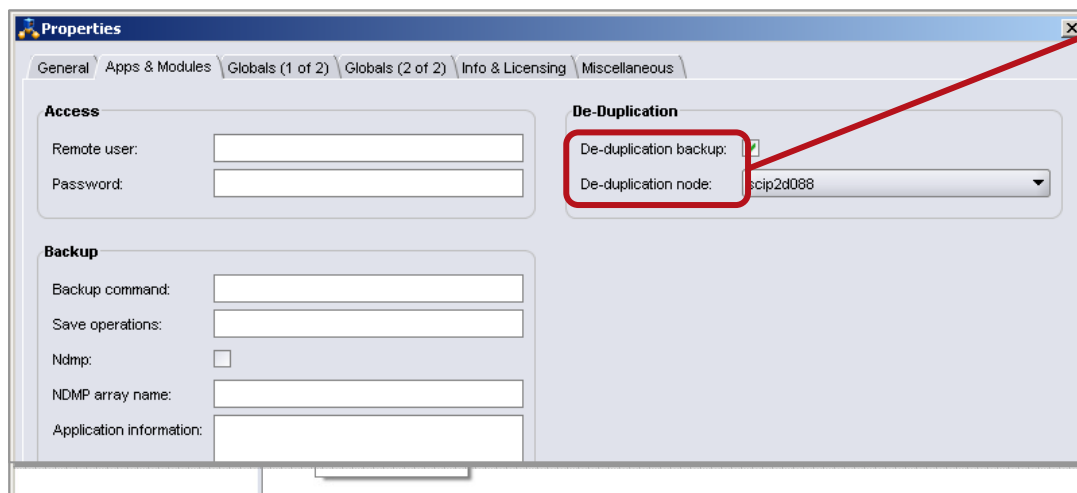 Properties
General Apps & Modules Globals (1 of 2) Globals (2 of 2) Info & Licensing Miscellaneous
Access
Remote user:
Password:
De-Duplication
De-duplication backup:
De-duplication node: scip2d088
Backup
Backup command:
Save operations:
Ndmp:
NDMP array name:
Application information: